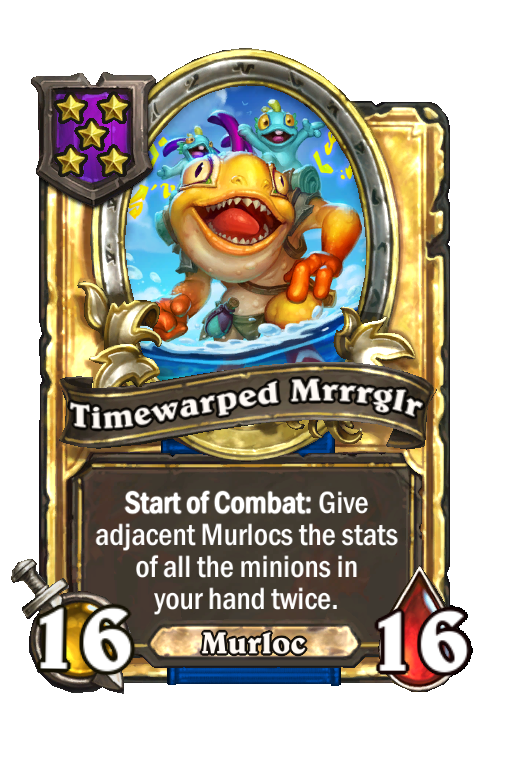 Timewarped Mrrrglr
Start of Combat: Give
adjacent Murlocs the stats
of all the minions in
your hand twice.
16
Murloc
16